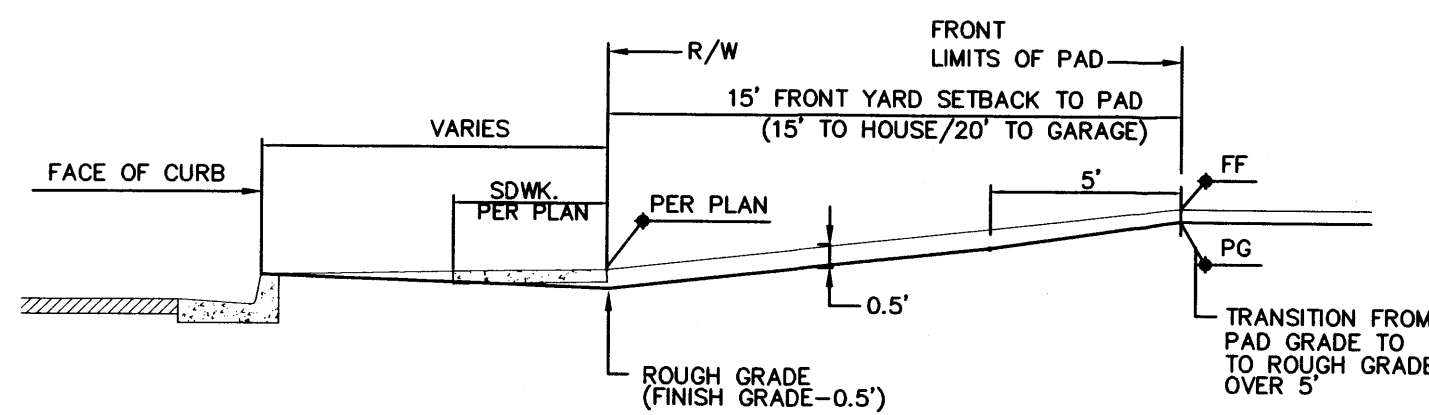 FRONT
LIMITS OF PAD
R/W
15' FRONT YARD SETBACK TO PAD
(15' TO HOUSE/20' TO GARAGE)
VARIES
FACE OF CURB
SDWK.
PER PLAN
PER PLAN
5'
FF
PG
0.5'
TRANSITION FROM
PAD GRADE TO
TO ROUGH GRADE
OVER 5'
ROUGH GRADE
(FINISH GRADE-0.5')